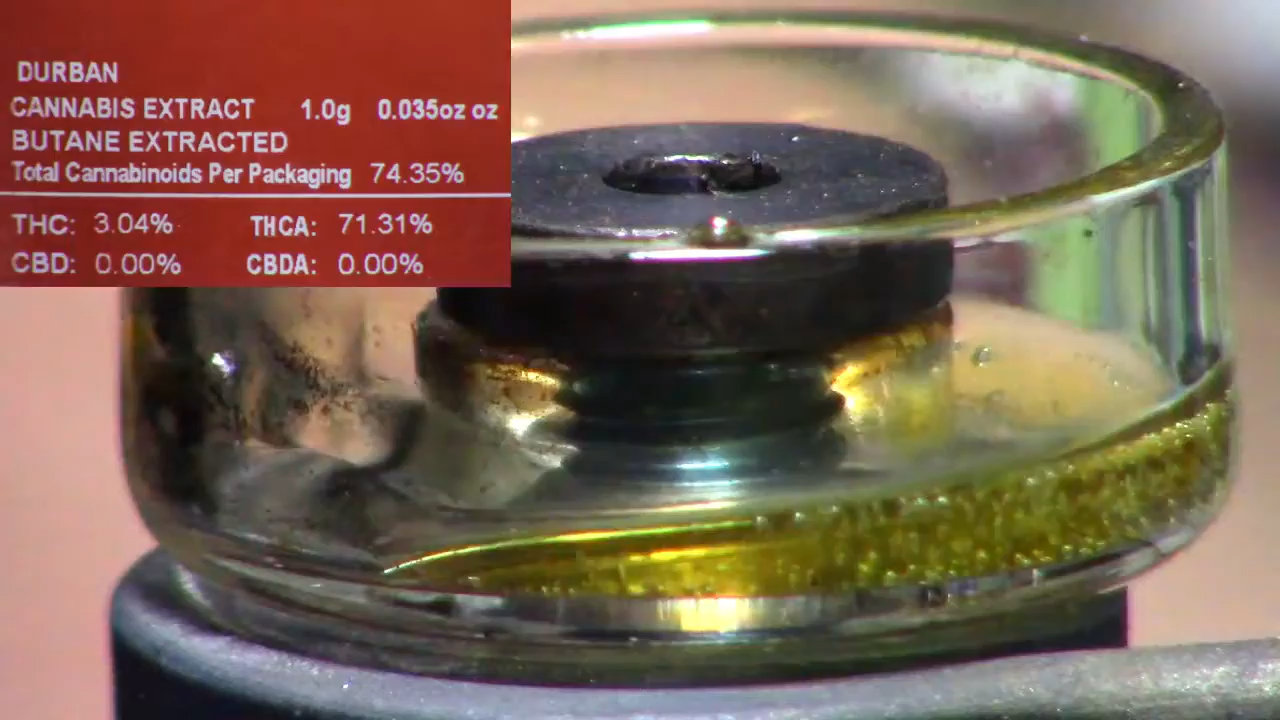 DURBAN
CANNABIS EXTRACT 1.0g 0.035oz oz
BUTANE EXTRACTED
Total Cannabinoids Per Packaging 74.35%
THC: 3.04% THCA: 71.31%
CBD: 0.00% CBDA: 0.00%